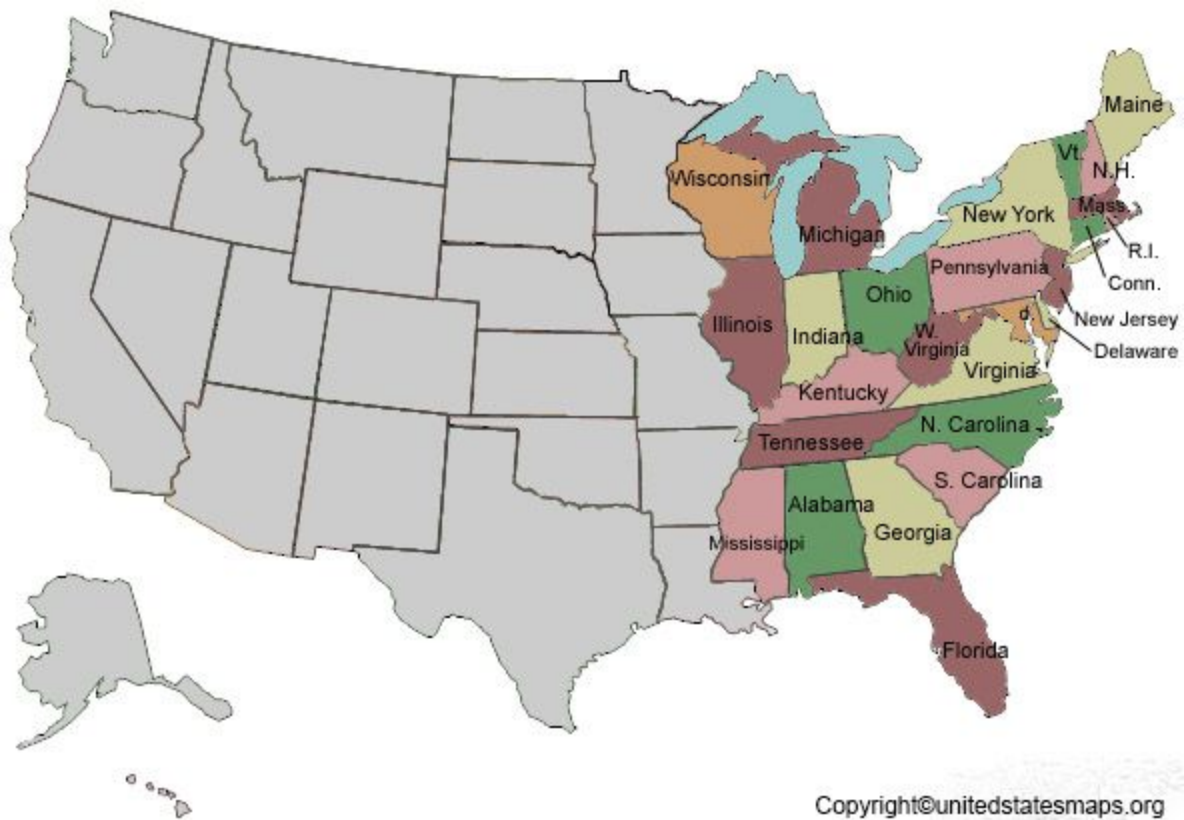 Maine
Vt.
N.H.
Wisconsin
Mass.
New York
Michigan
R.I.
Pennsylvania
Conn.
Ohio
New Jersey
Illinois
Indiana
W.
Virginia
Delaware
Virginia
Kentucky
N. Carolina
Tennessee
S. Carolina
Alabama
Georgia
Mississippi
Florida
Copyright©unitedstatesmaps.org